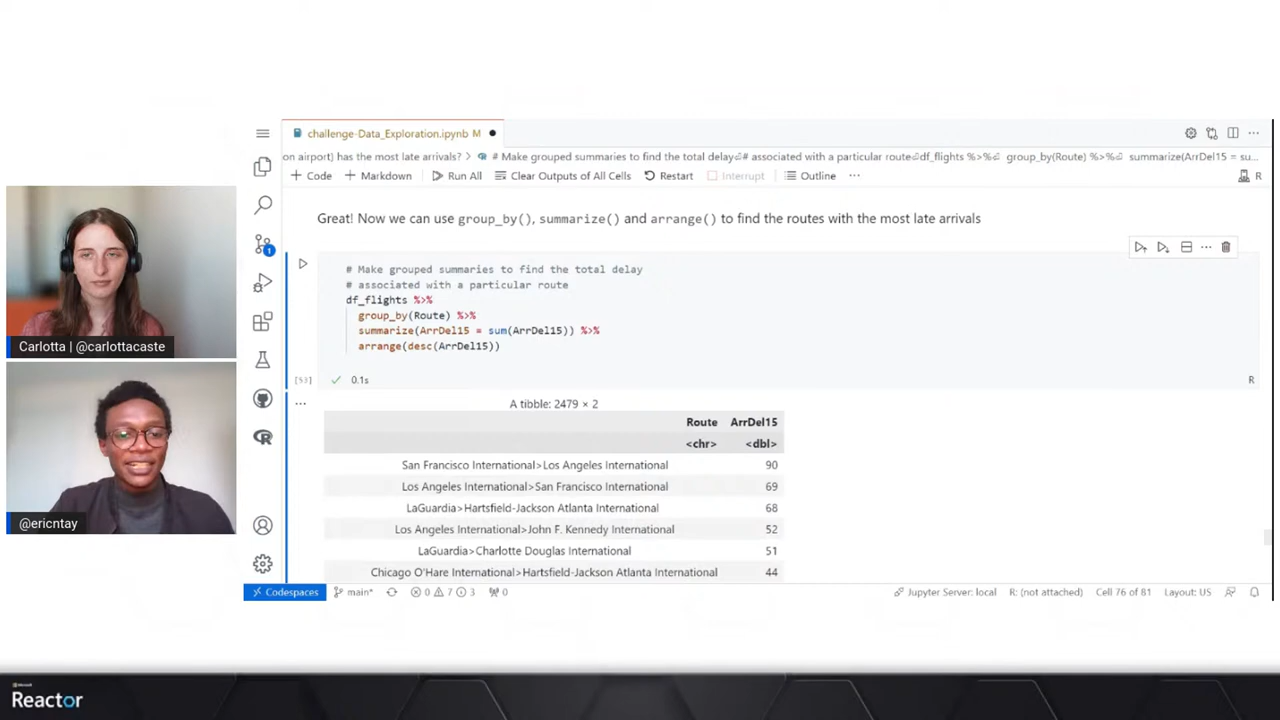 challenge-Data_Exploration.ipynb M
on airport) has the most late arrivals? > # Make grouped summaries to find the total delay⏎# associated with a particular route⏎df_flights %>%⏎ group_by(Route) %>%⏎ summarize(ArrDel15 = su...
+ Code + Markdown Run All Clear Outputs of All Cells Restart Interrupt Outline ... R
Great! Now we can use group_by(), summarize() and arrange() to find the routes with the most late arrivals
# Make grouped summaries to find the total delay
# associated with a particular route
df_flights %>%
group_by(Route) %>%
summarize(ArrDel15 = sum(ArrDel15)) %>%
arrange(desc(ArrDel15))
[53] 0.1s R
A tibble: 2479 × 2
Route ArrDel15
<chr> <dbl>
San Francisco International>Los Angeles International 90
Los Angeles International>San Francisco International 69
LaGuardia>Hartsfield-Jackson Atlanta International 68
Los Angeles International>John F. Kennedy International 52
LaGuardia>Charlotte Douglas International 51
Chicago O'Hare International>Hartsfield-Jackson Atlanta International 44
1
R
Carlotta | @carlottacaste
@ericntay
Codespaces main* 0 7 3 0 Jupyter Server: local R: (not attached) Cell 76 of 81 Layout: US
Microsoft
Reactor